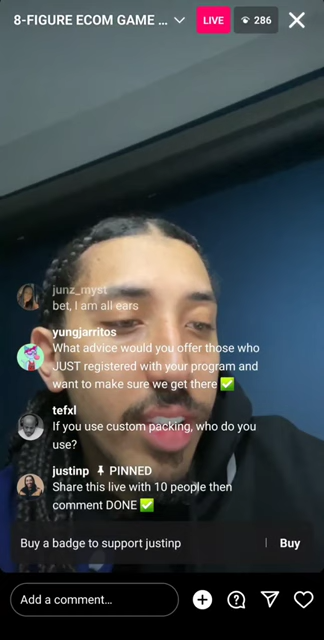 8-FIGURE ECOM GAME ...
LIVE
286
junz_myst
bet, I am all ears
yungjarritos
What advice would you offer those who
JUST registered with your program and
want to make sure we get there ✅
tefxl
If you use custom packing, who do you
use?
justinp 📌 PINNED
Share this live with 10 people then
comment DONE ✅
Buy a badge to support justinp
Buy
Add a comment...